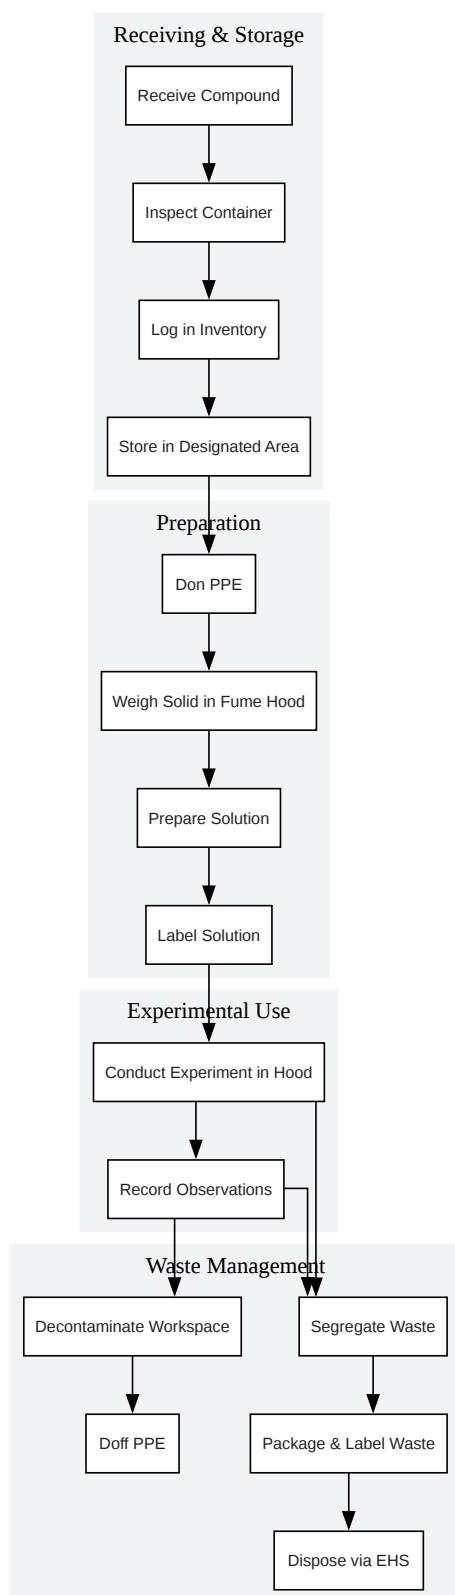 Receiving & Storage
Receive Compound
Inspect Container
Log in Inventory
Store in Designated Area
Preparation
Don PPE
Weigh Solid in Fume Hood
Prepare Solution
Label Solution
Experimental Use
Conduct Experiment in Hood
Record Observations
Waste Management
Decontaminate Workspace
Segregate Waste
Doff PPE
Package & Label Waste
Dispose via EHS